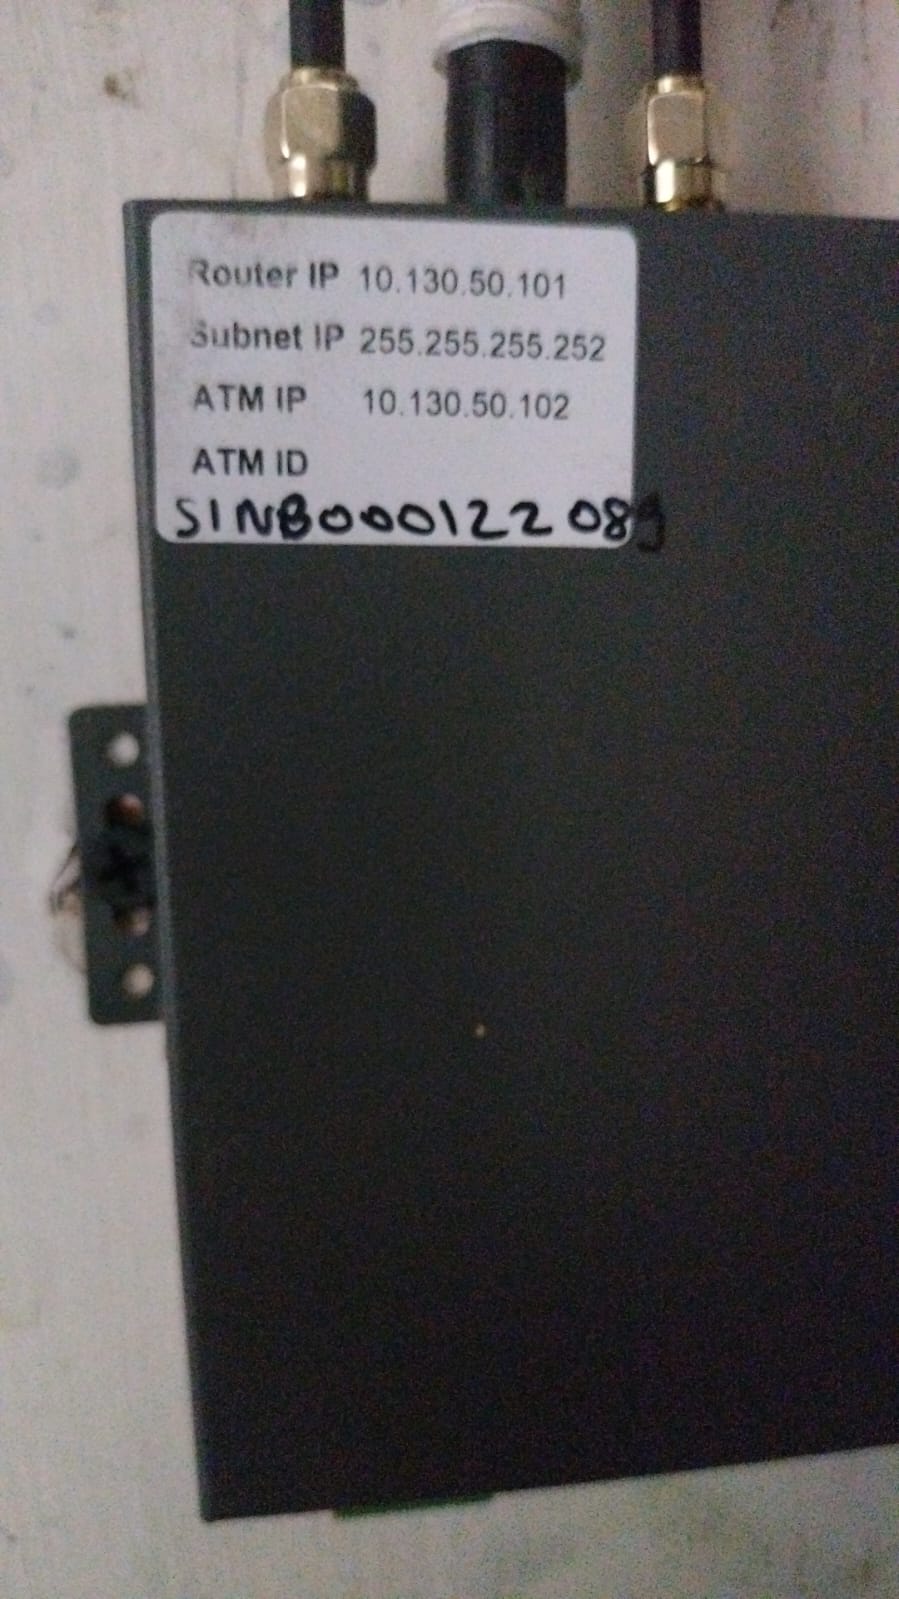 Router IP 10.130.50.101
Subnet IP 255.255.255.252
ATM IP 10.130.50.102
ATM ID
S1NB000122089